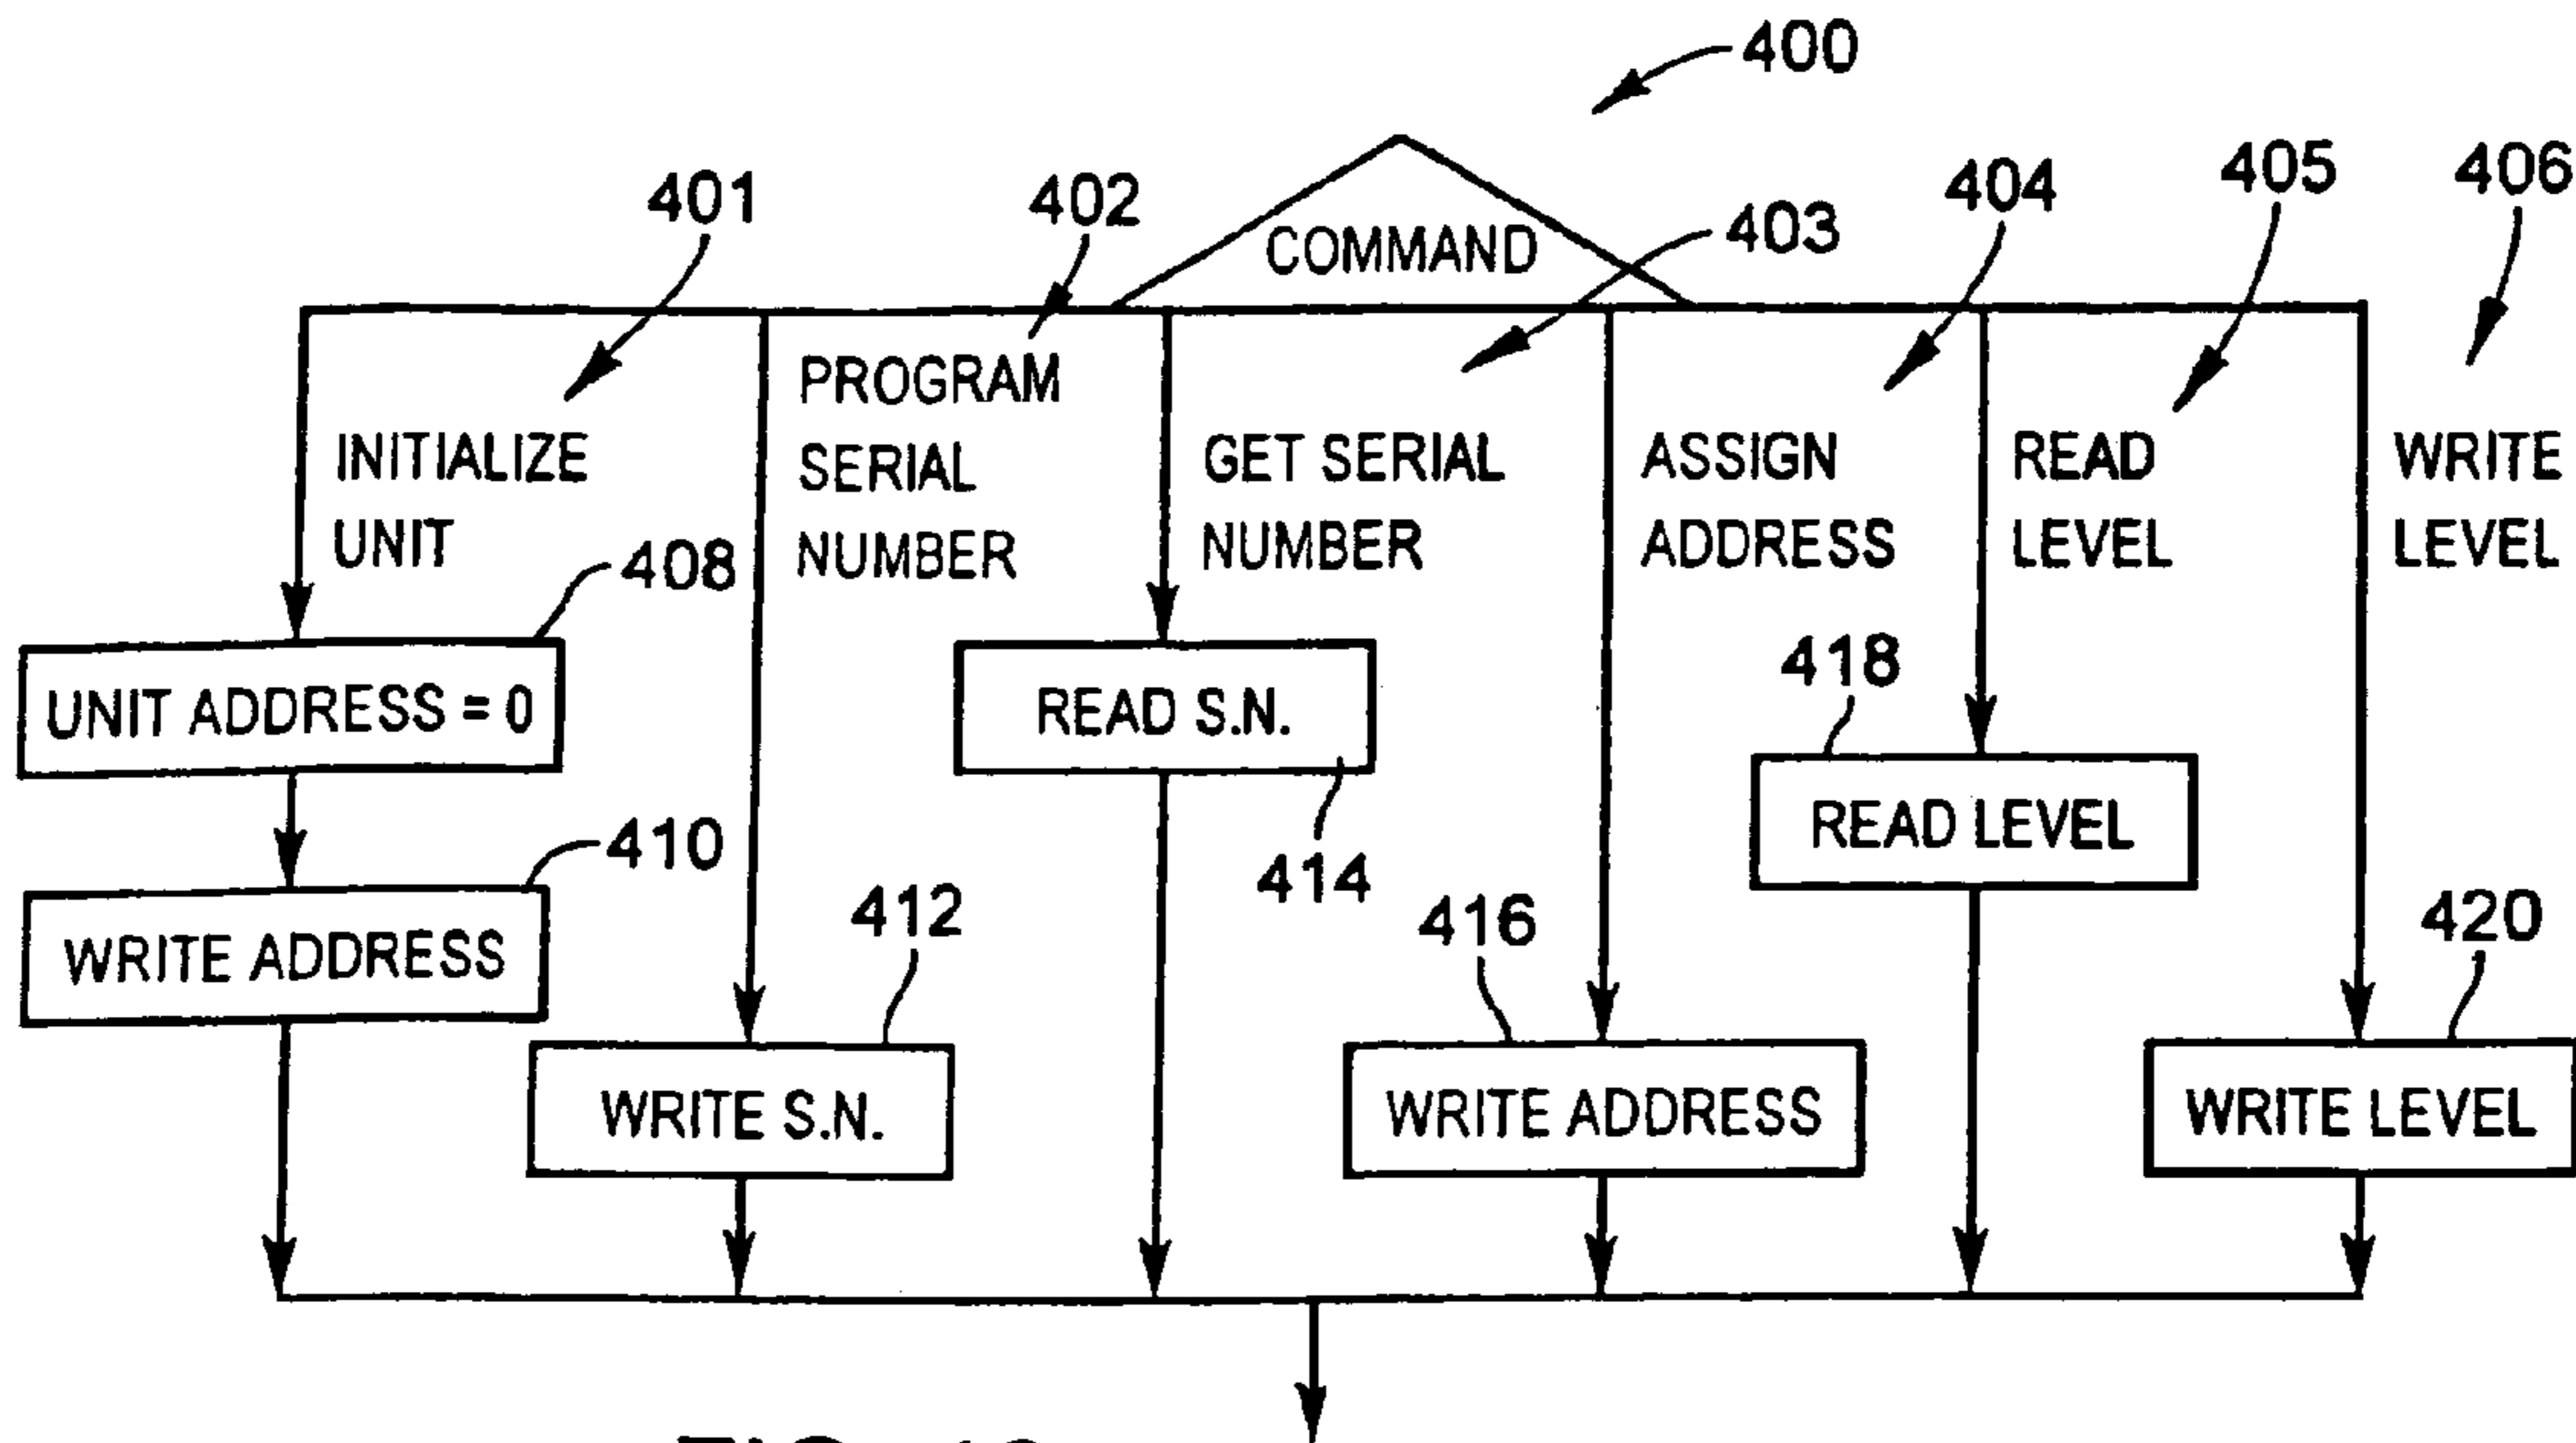 400
401
402
COMMAND
403
404
405
406
INITIALIZE
UNIT
PROGRAM
SERIAL
NUMBER
GET SERIAL
NUMBER
ASSIGN
ADDRESS
READ
LEVEL
WRITE
LEVEL
408
UNIT ADDRESS = 0
READ S.N.
414
418
READ LEVEL
410
WRITE ADDRESS
412
WRITE S.N.
416
WRITE ADDRESS
420
WRITE LEVEL